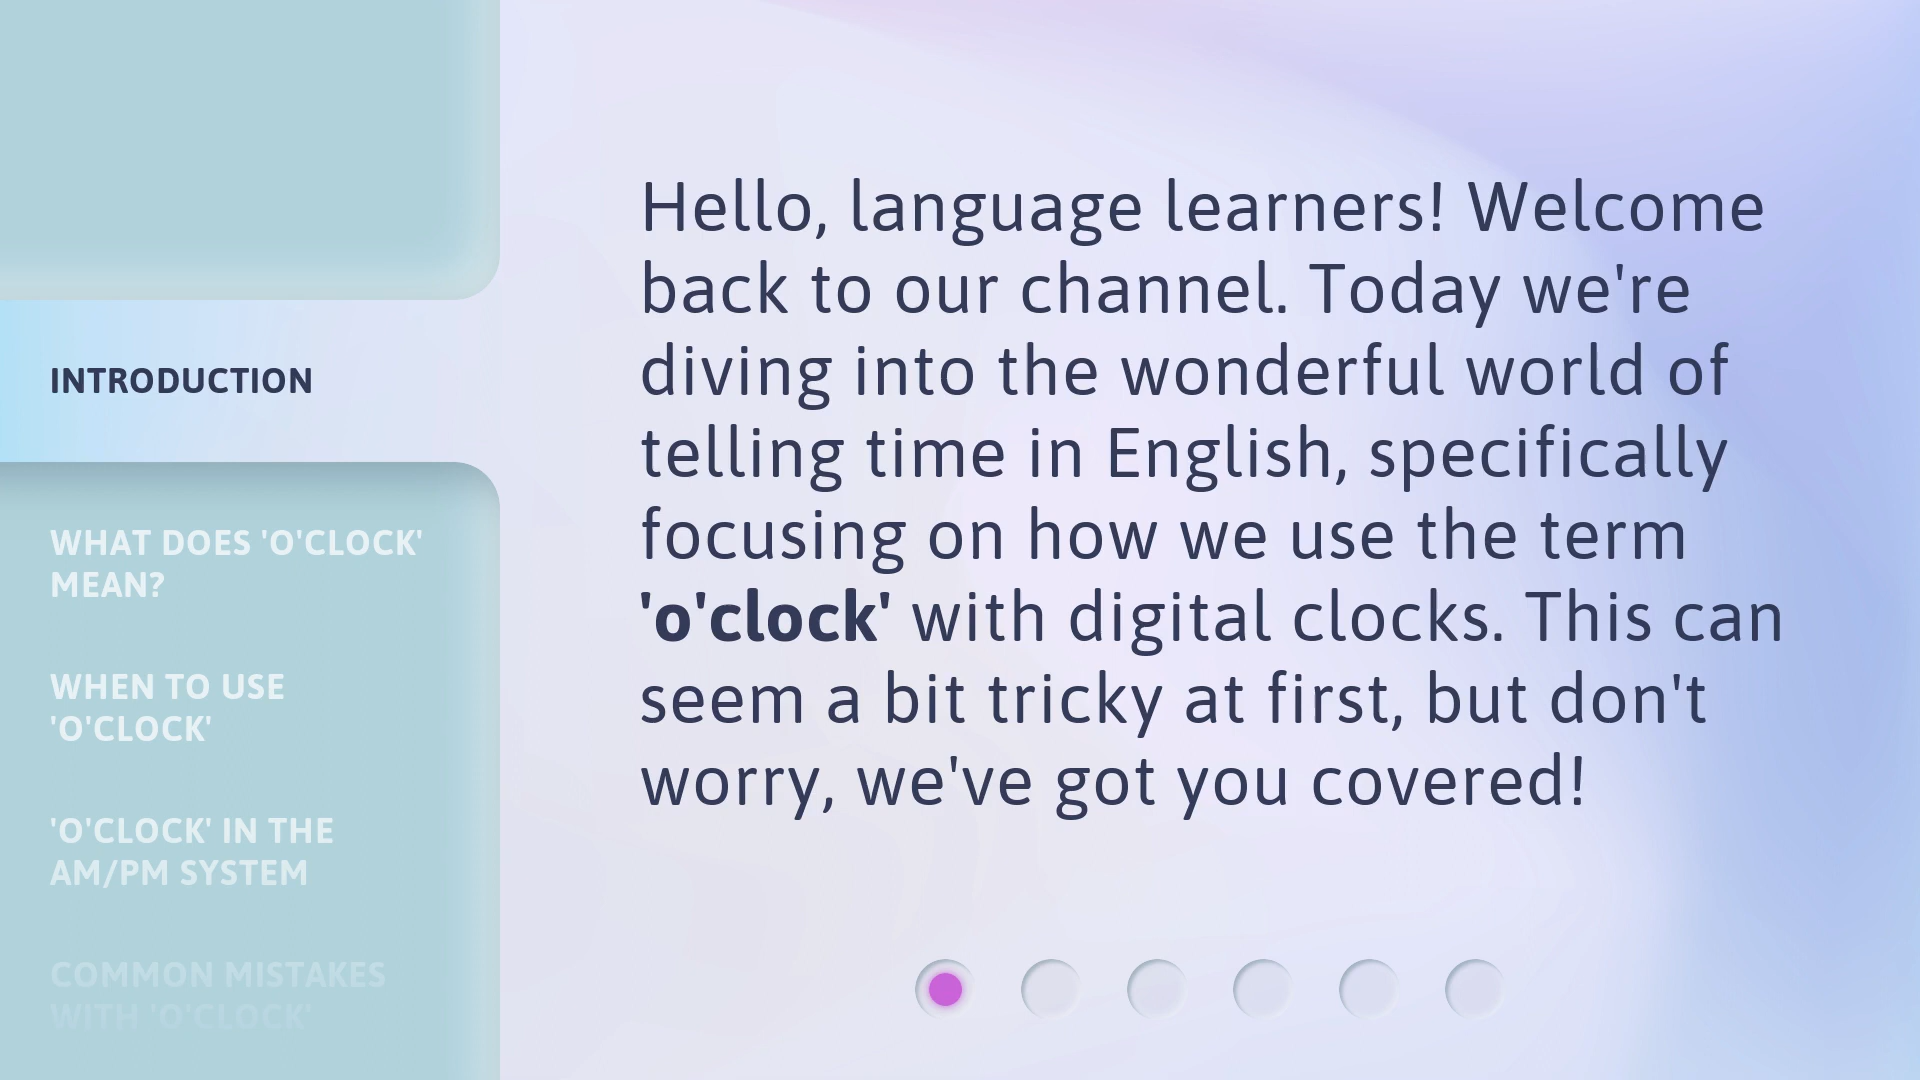 INTRODUCTION
WHAT DOES 'O'CLOCK'
MEAN?
WHEN TO USE
'O'CLOCK'
'O'CLOCK' IN THE
AM/PM SYSTEM
COMMON MISTAKES
WITH 'O'CLOCK'
Hello, language learners! Welcome
back to our channel. Today we're
diving into the wonderful world of
telling time in English, specifically
focusing on how we use the term
'o'clock' with digital clocks. This can
seem a bit tricky at first, but don't
worry, we've got you covered!